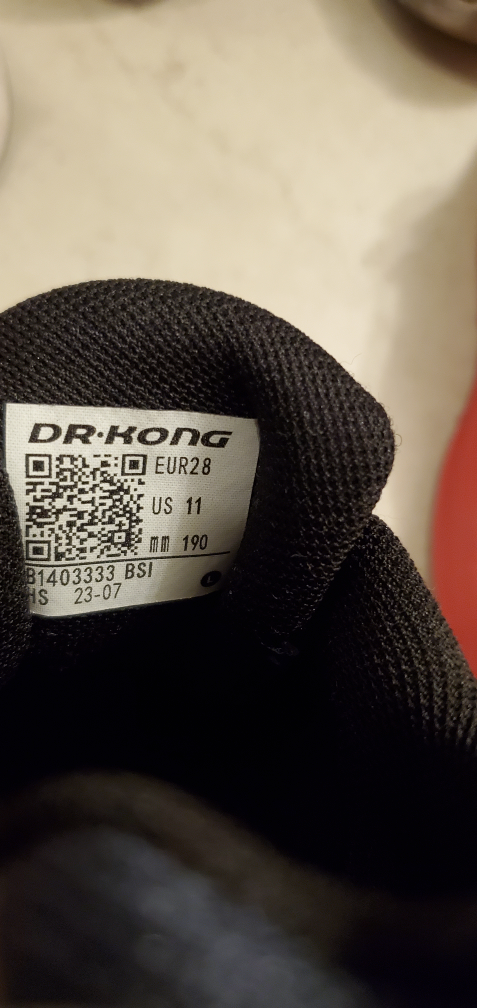 DR·KONG
EUR28
US 11
mm 190
B1403333 BSI
HS 23-07
L